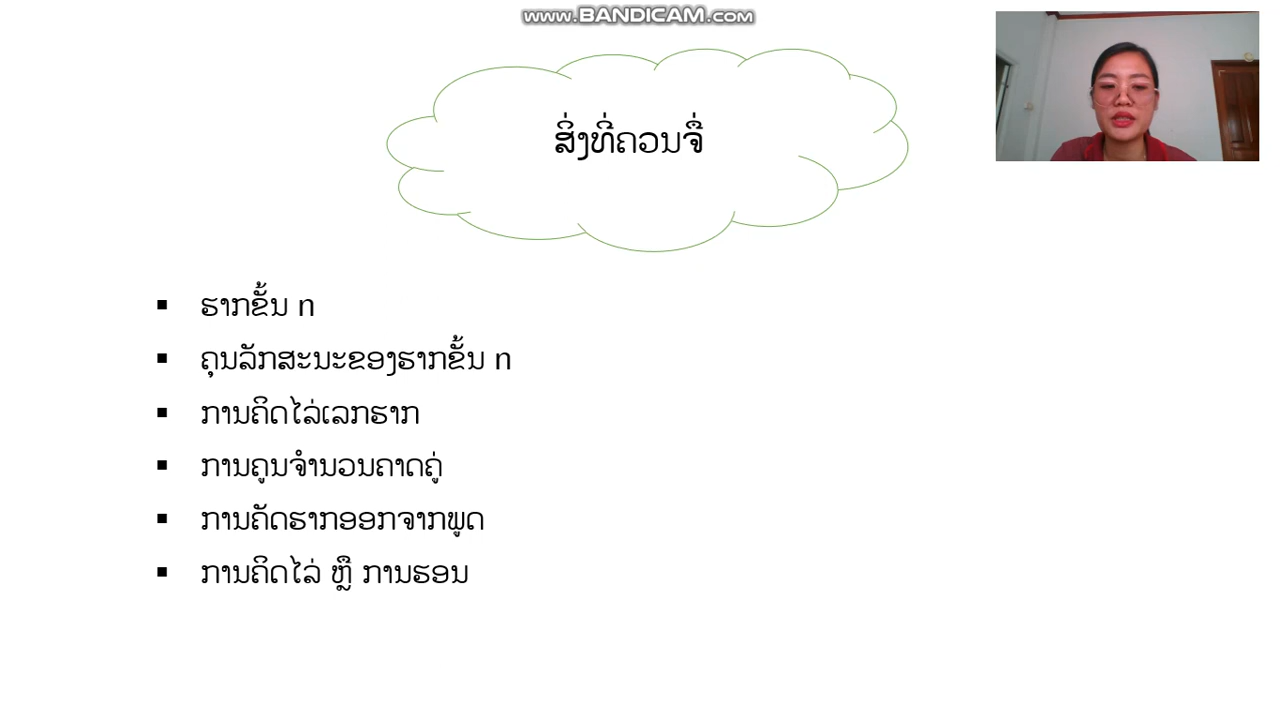 www.BANDICAM.com
ສິ່ງທີ່ຄວນຈື່
▪ ຮາກຂັ້ນ n
▪ ຄຸນລັກສະນະຂອງຮາກຂັ້ນ n
▪ ການຄິດໄລ່ເລກຮາກ
▪ ການຄູນຈໍານວນຄາດຄູ່
▪ ການຄັດຮາກອອກຈາກພູດ
▪ ການຄິດໄລ່ ຫຼື ການຮອນ